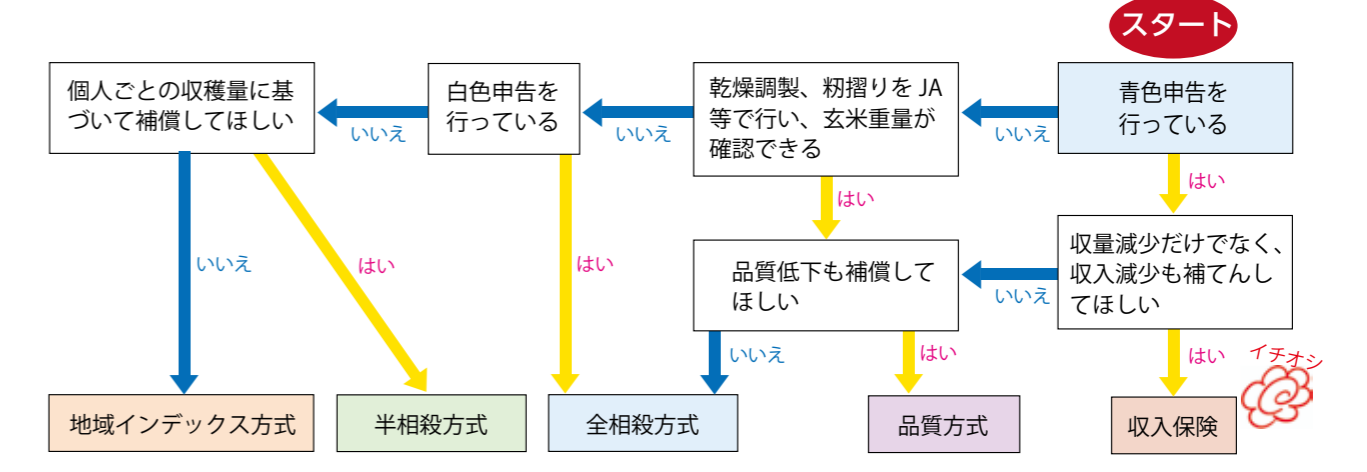 スタート
青色申告を
行っている
いいえ
はい
乾燥調製、籾摺りを JA
等で行い、玄米重量が
確認できる
いいえ
はい
白色申告を
行っている
いいえ
はい
個人ごとの収穫量に基
づいて補償してほしい
いいえ
はい
収量減少だけでなく、
収入減少も補てんし
てほしい
いいえ
はい
品質低下も補償して
ほしい
いいえ
はい
イチオシ
地域インデックス方式
半相殺方式
全相殺方式
品質方式
収入保険